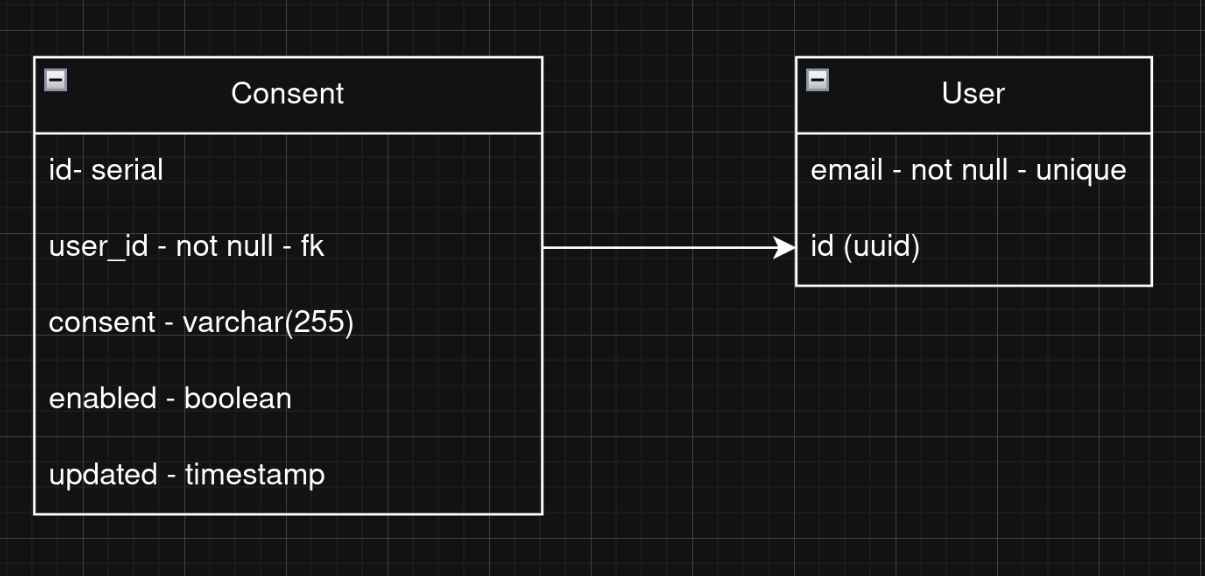 Consent
id- serial
user_id - not null - fk
consent - varchar(255)
enabled - boolean
updated - timestamp
User
email - not null - unique
id (uuid)